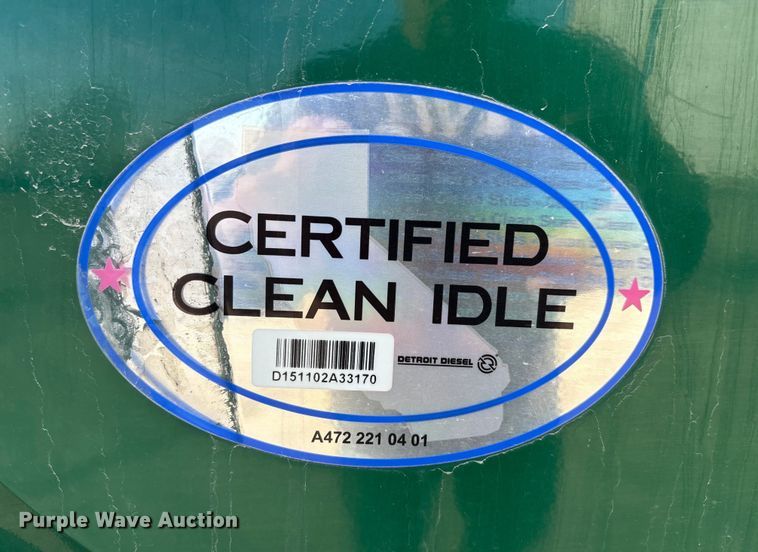 CERTIFIED
CLEAN IDLE
D151102A33170
DETROIT DIESEL
A472 221 04 01
Purple Wave Auction